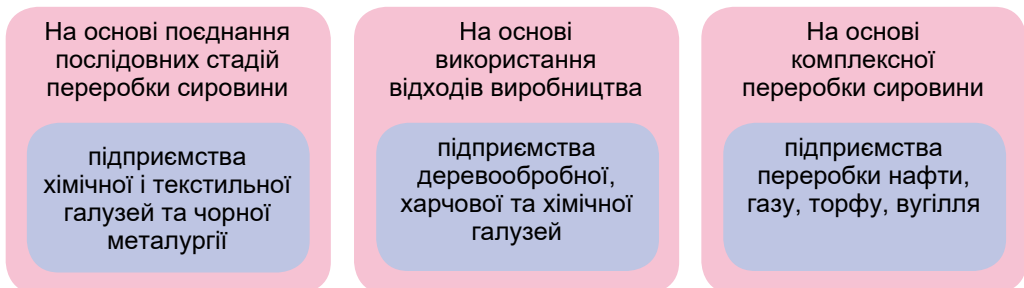 На основі поєднання
послідовних стадій
переробки сировини
підприємства
хімічної і текстильної
галузей та чорної
металургії
На основі
використання
відходів виробництва
підприємства
деревообробної,
харчової та хімічної
галузей
На основі
комплексної
переробки сировини
підприємства
переробки нафти,
газу, торфу, вугілля